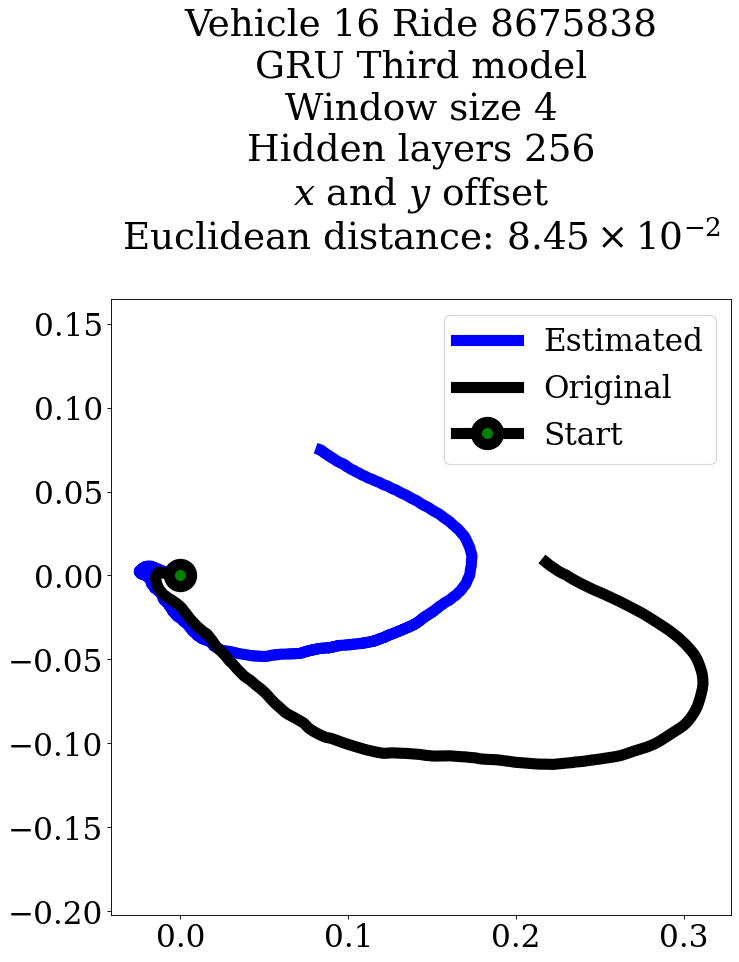 Vehicle 16 Ride 8675838
GRU Third model
Window size 4
Hidden layers 256
x and y offset
Euclidean distance: 8.45 × 10⁻²
Estimated
Original
Start
0.15
0.10
0.05
0.00
−0.05
−0.10
−0.15
−0.20
0.0 0.1 0.2 0.3